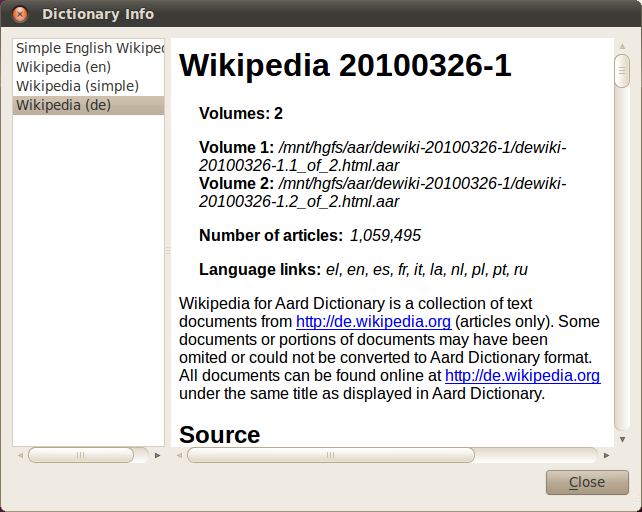 Dictionary Info
Simple English Wikiped
Wikipedia (en)
Wikipedia (simple)
Wikipedia (de)
Wikipedia 20100326-1
Volumes: 2
Volume 1: /mnt/hgfs/aar/dewiki-20100326-1/dewiki-
20100326-1.1_of_2.html.aar
Volume 2: /mnt/hgfs/aar/dewiki-20100326-1/dewiki-
20100326-1.2_of_2.html.aar
Number of articles: 1,059,495
Language links: el, en, es, fr, it, la, nl, pl, pt, ru
Wikipedia for Aard Dictionary is a collection of text
documents from http://de.wikipedia.org (articles only). Some
documents or portions of documents may have been
omited or could not be converted to Aard Dictionary format.
All documents can be found online at http://de.wikipedia.org
under the same title as displayed in Aard Dictionary.
Source
Close